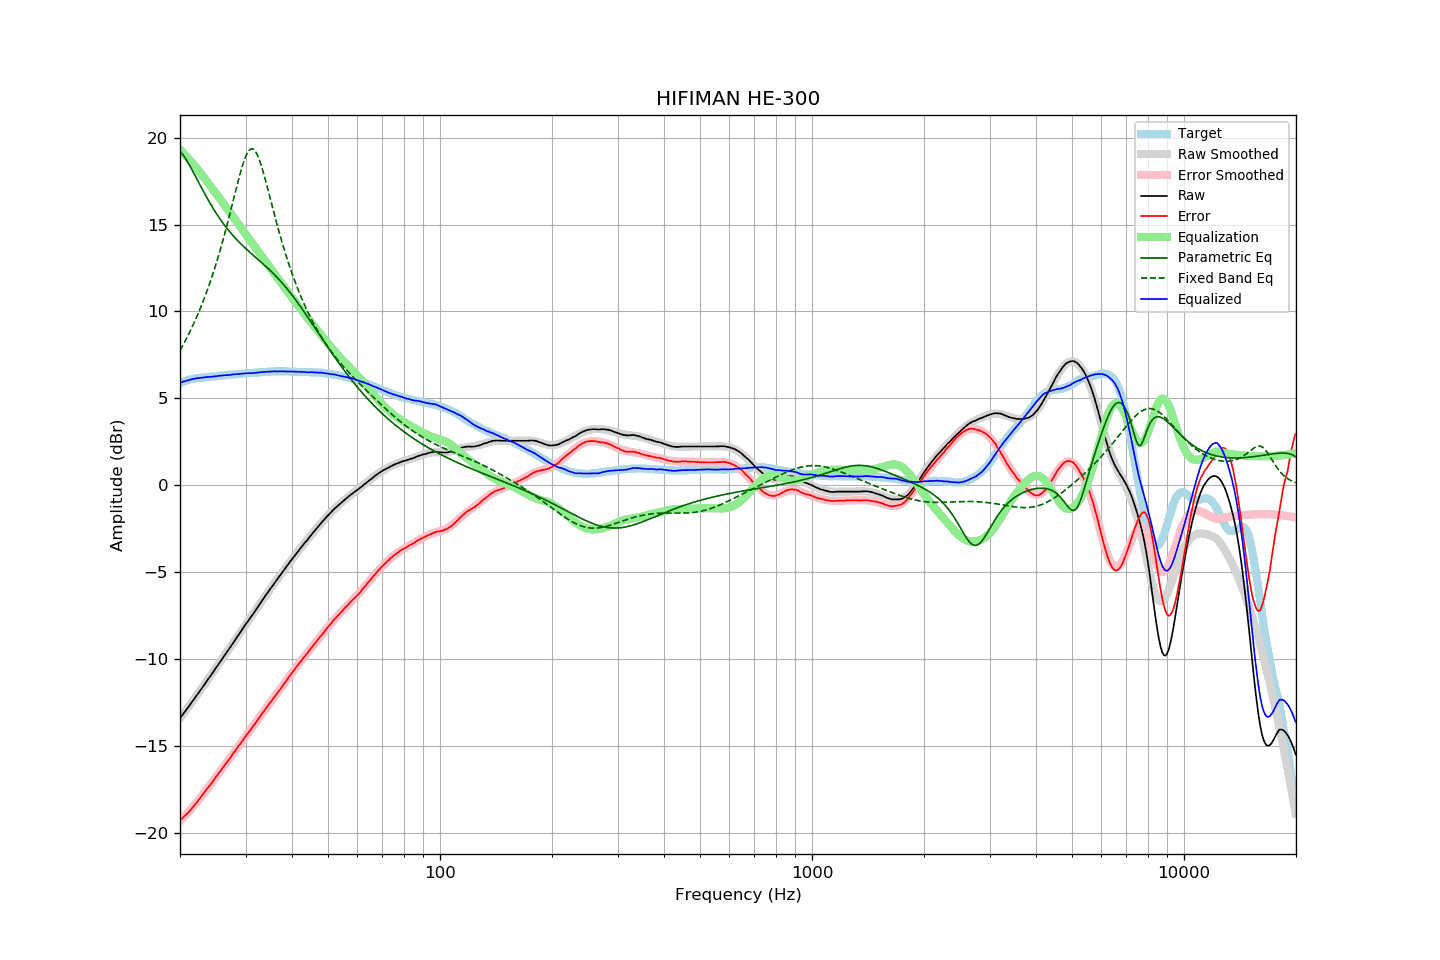 HIFIMAN HE-300
Target
Raw Smoothed
Error Smoothed
Raw
Error
Equalization
Parametric Eq
Fixed Band Eq
Equalized
20
15
10
5
0
−5
−10
−15
−20
Amplitude (dBr)
100
1000
10000
Frequency (Hz)